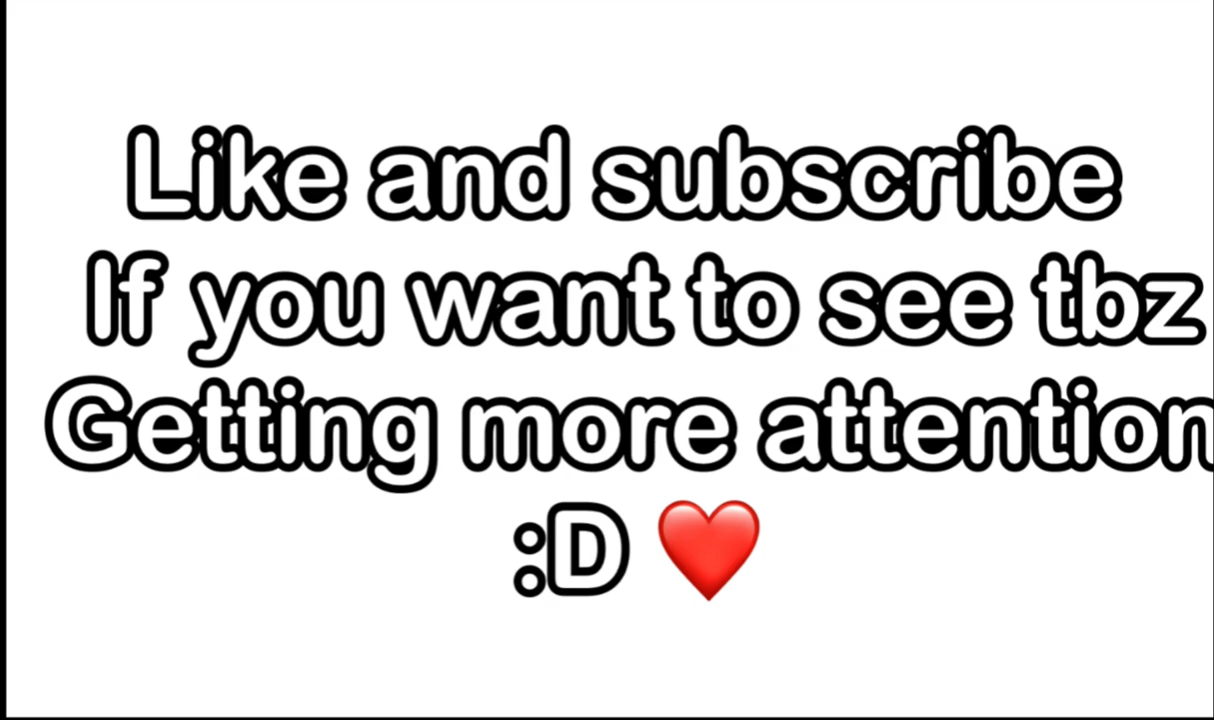 Like and subscribe
If you want to see tbz
Getting more attention
:D ❤️